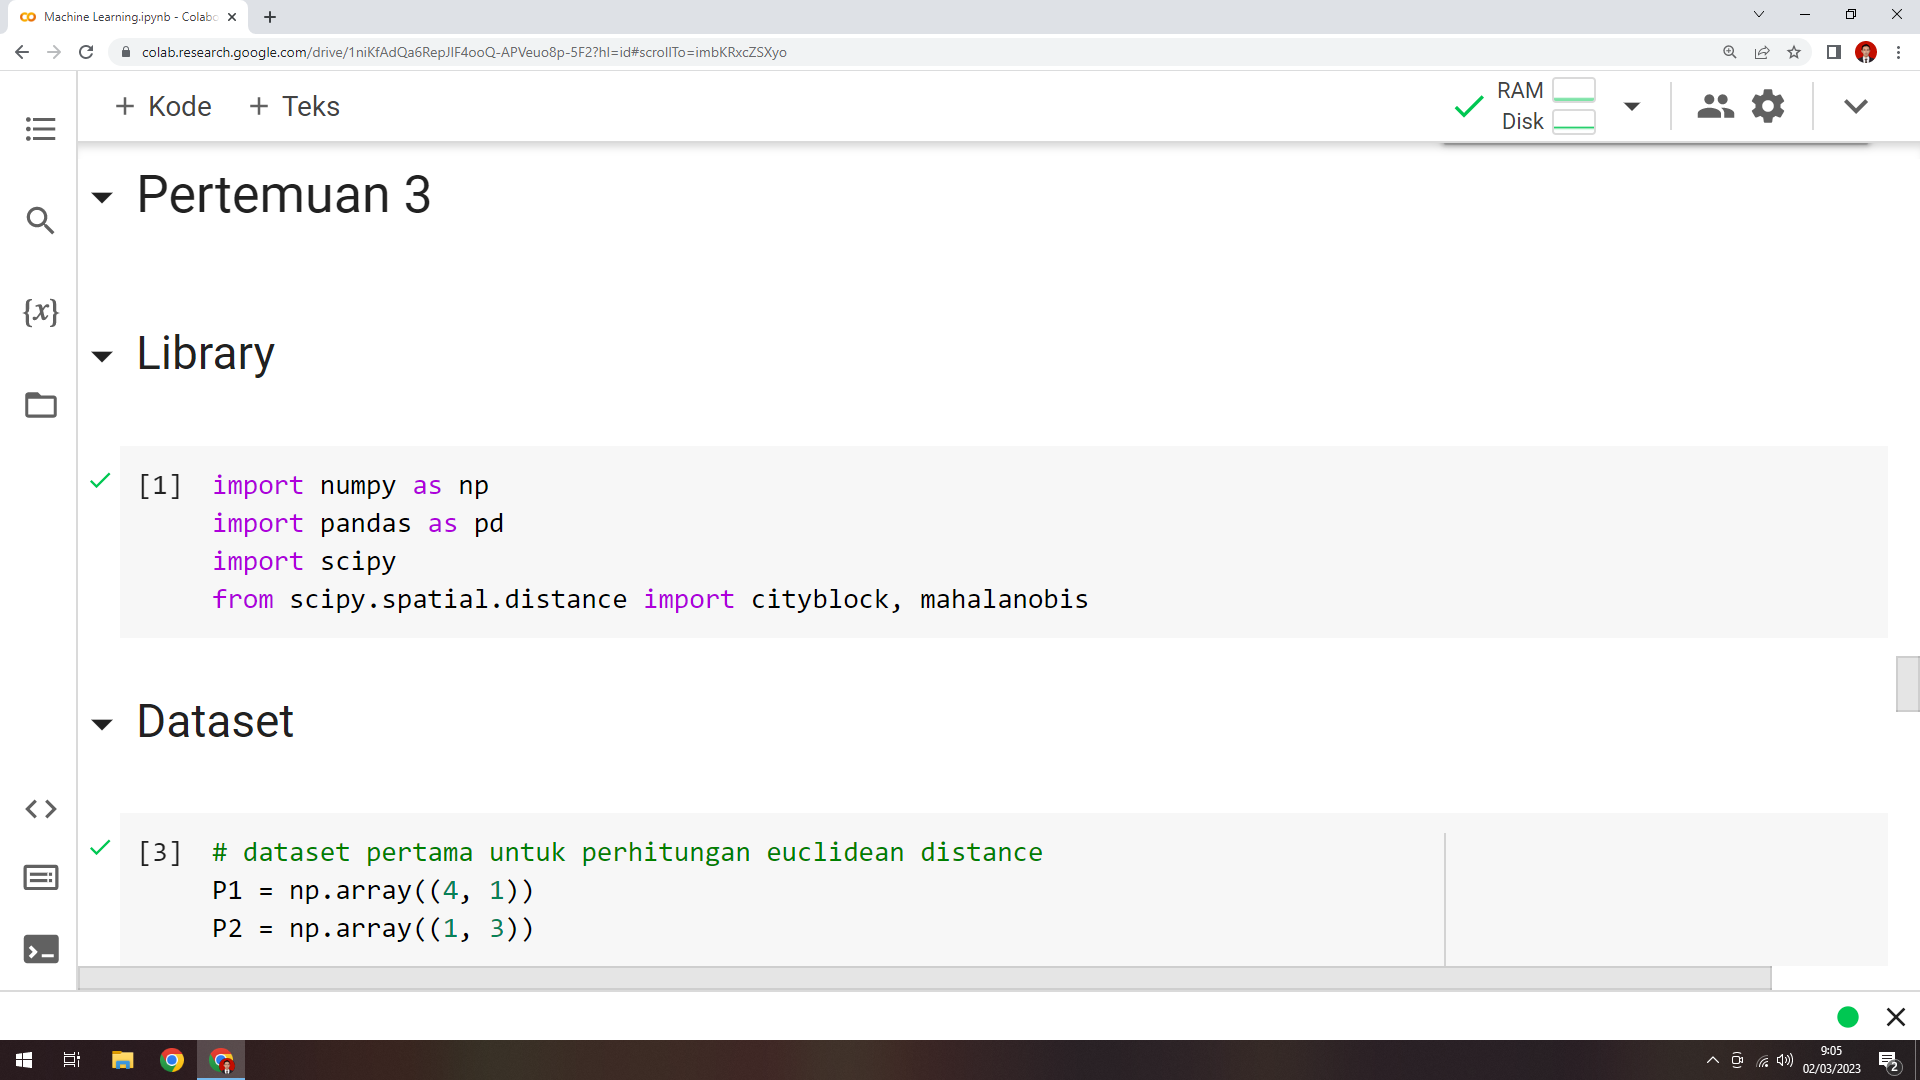 Machine Learning.ipynb - Colabo
colab.research.google.com/drive/1niKfAdQa6RepJIF4ooQ-APVeuo8p-5F2?hl=id#scrollTo=imbKRxcZSXyo
+ Kode + Teks
RAM
Disk
Pertemuan 3
{x}
Library
[1] import numpy as np
import pandas as pd
import scipy
from scipy.spatial.distance import cityblock, mahalanobis
Dataset
[3] # dataset pertama untuk perhitungan euclidean distance
P1 = np.array((4, 1))
P2 = np.array((1, 3))
9:05
02/03/2023
2